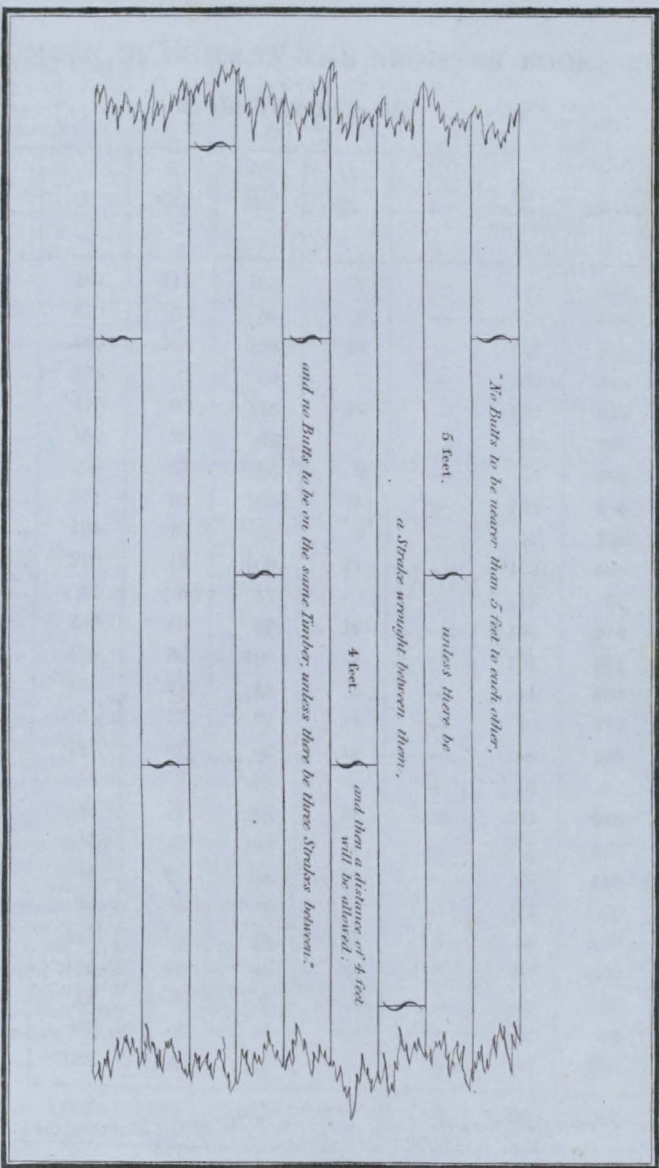 "No Butts to be nearer than 5 feet to each other,
5 feet. unless there be
a Strake wrought between them,
4 feet. and then a distance of 4 feet
will be allowed;
and no Butts to be on the same Timber, unless there be three Strakes between."